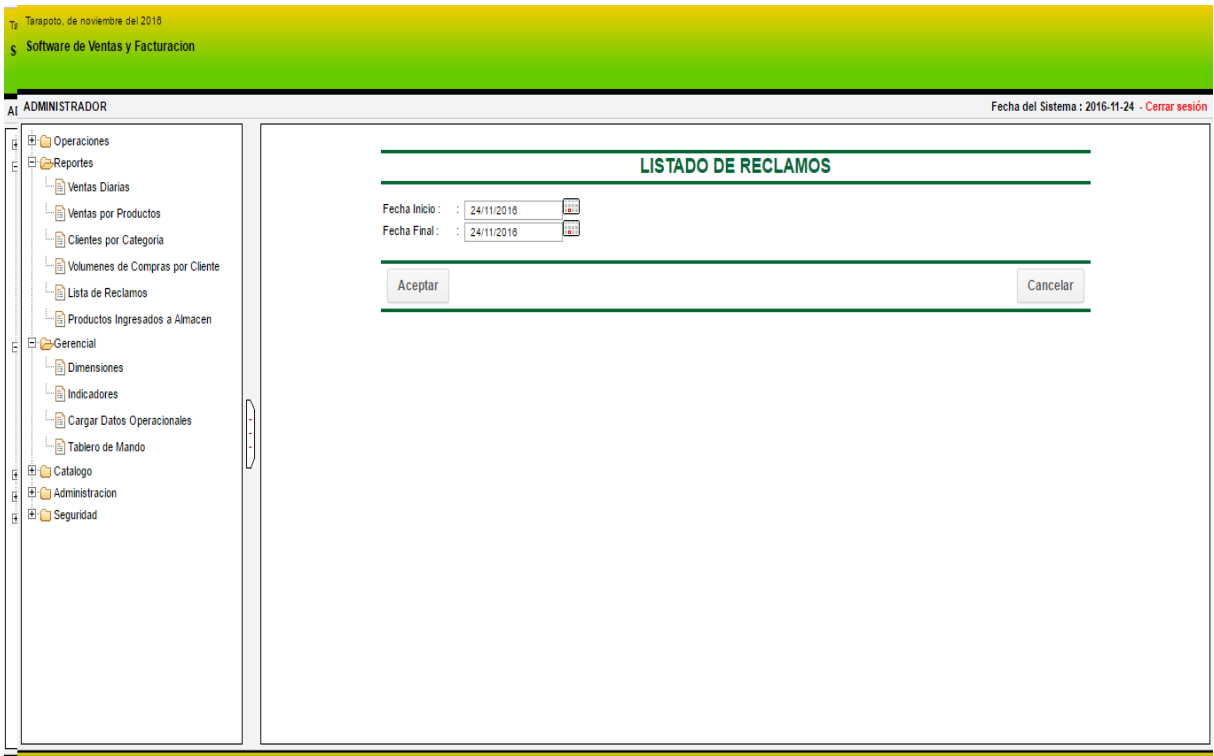 Tarapoto, de noviembre del 2016
Software de Ventas y Facturacion
ADMINISTRADOR
Fecha del Sistema : 2016-11-24 - Cerrar sesión
Operaciones
Reportes
Ventas Diarias
Ventas por Productos
Clientes por Categoria
Volumenes de Compras por Cliente
Lista de Reclamos
Productos Ingresados a Almacen
Gerencial
Dimensiones
Indicadores
Cargar Datos Operacionales
Tablero de Mando
Catalogo
Administracion
Seguridad
LISTADO DE RECLAMOS
Fecha Inicio : : 24/11/2016
Fecha Final : : 24/11/2016
Aceptar
Cancelar